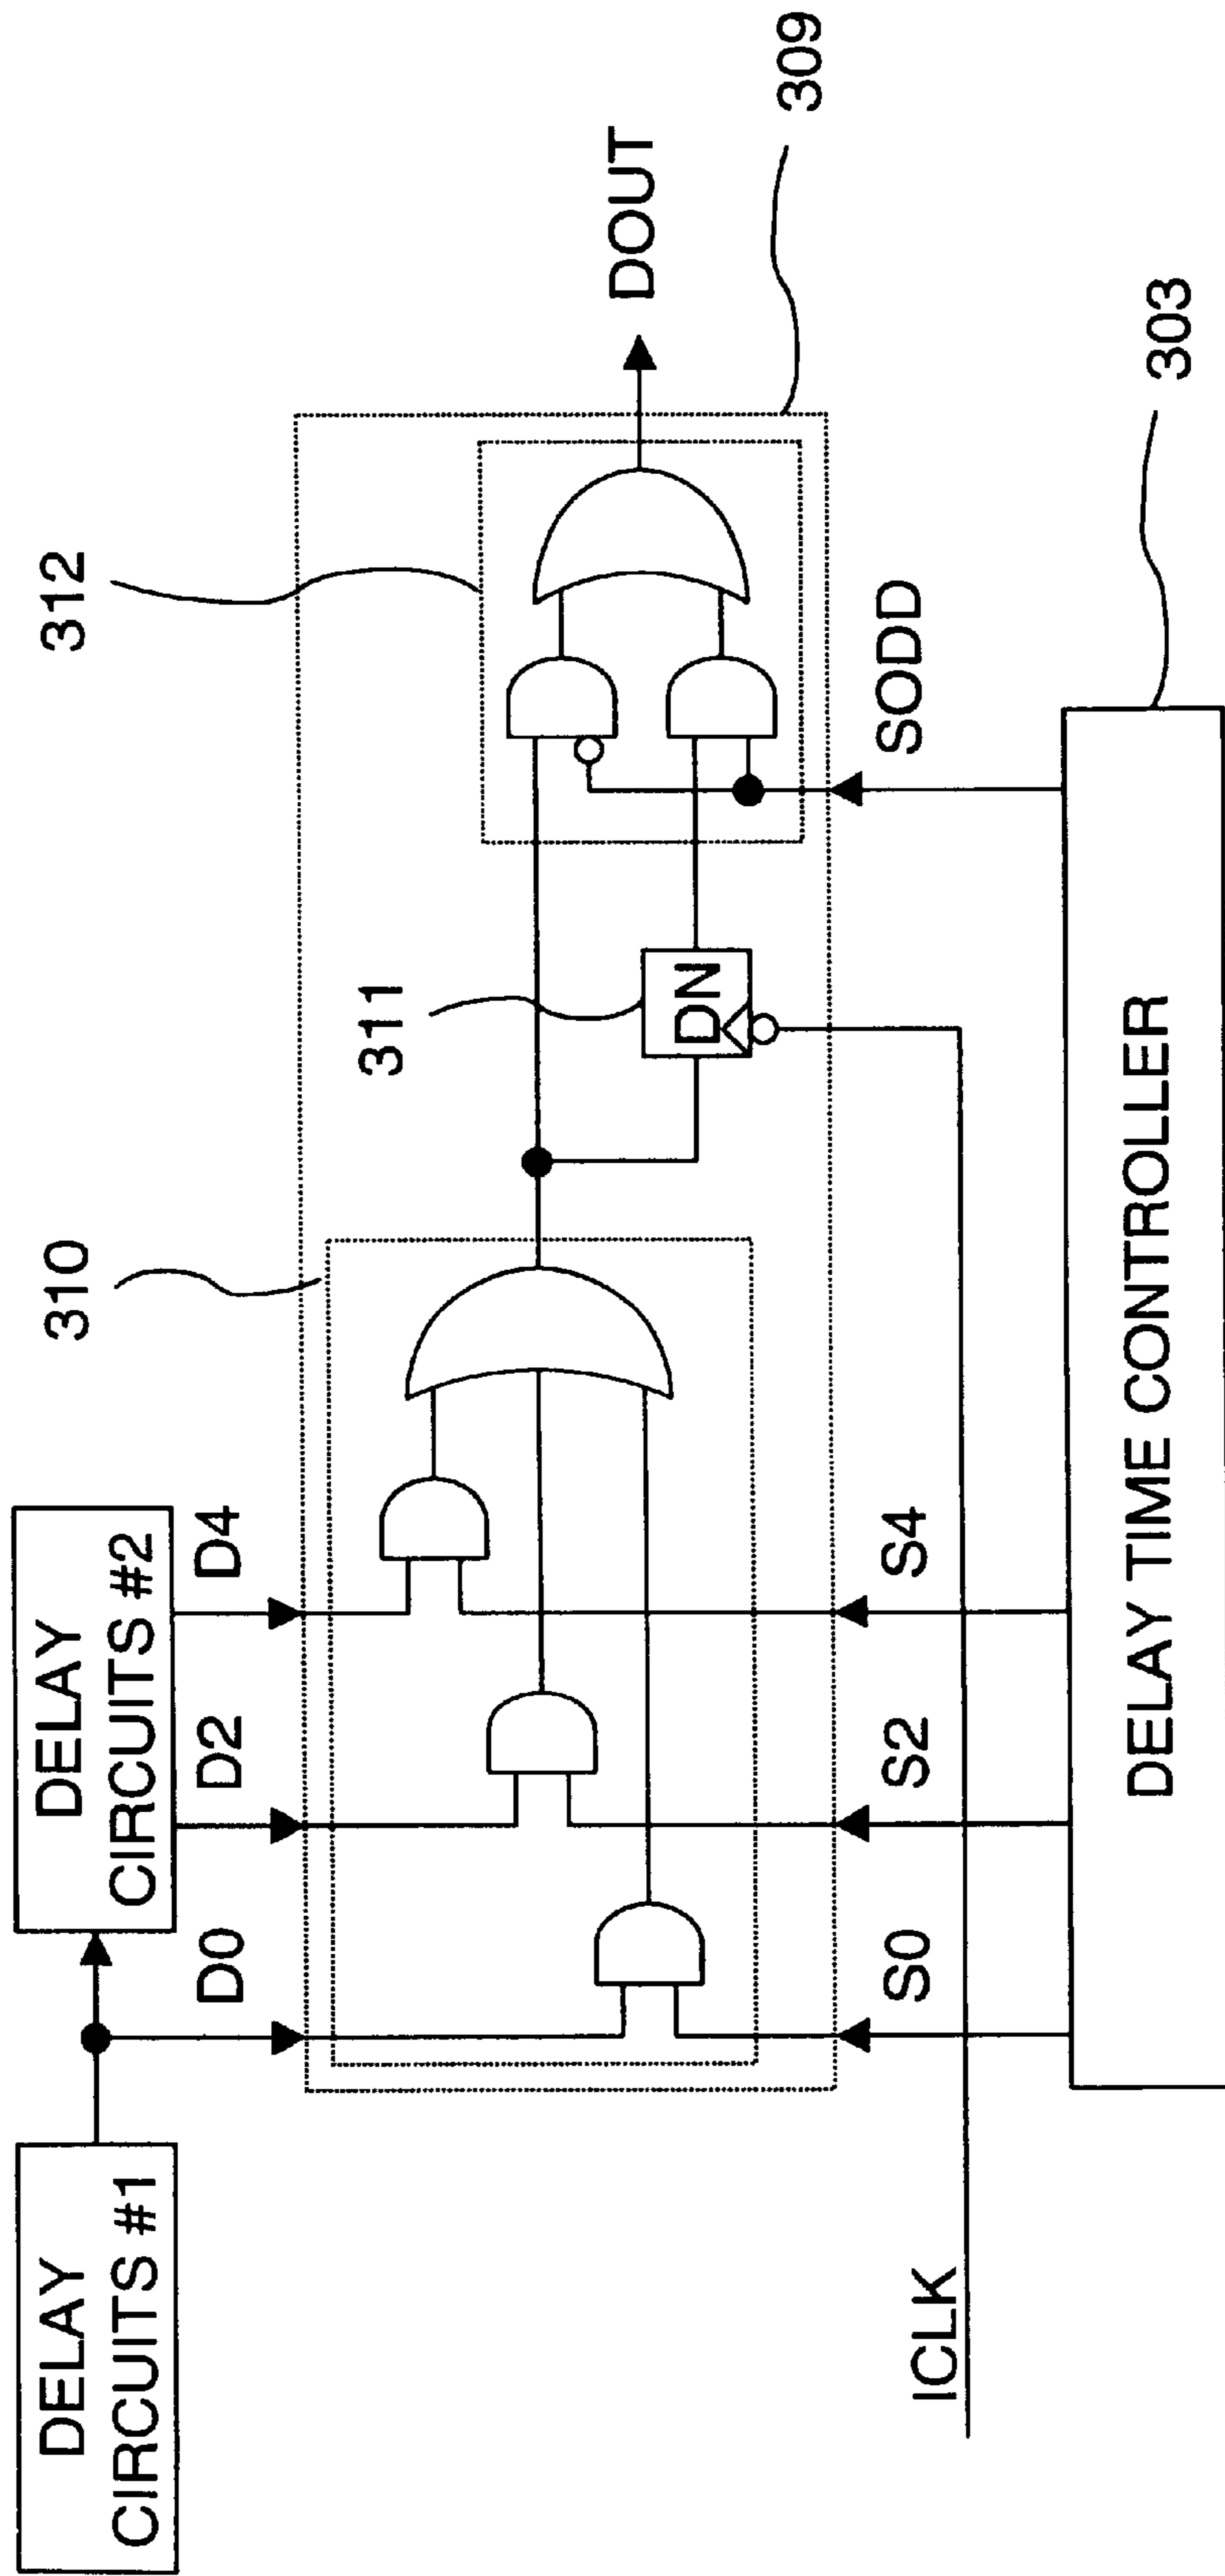 DELAY
CIRCUITS #1
DELAY
CIRCUITS #2
D0
D2
D4
310
311
312
DN
DOUT
309
S0
S2
S4
SODD
ICLK
DELAY TIME CONTROLLER
303